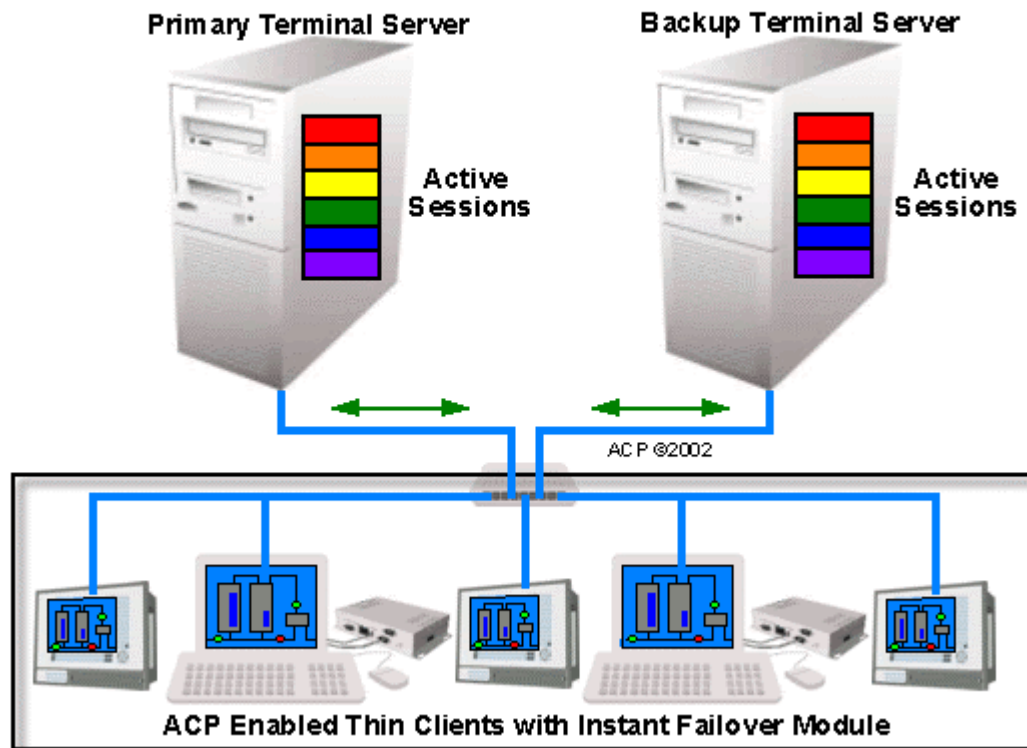 Primary Terminal Server
Backup Terminal Server
Active
Sessions
Active
Sessions
ACP ©2002
ACP Enabled Thin Clients with Instant Failover Module